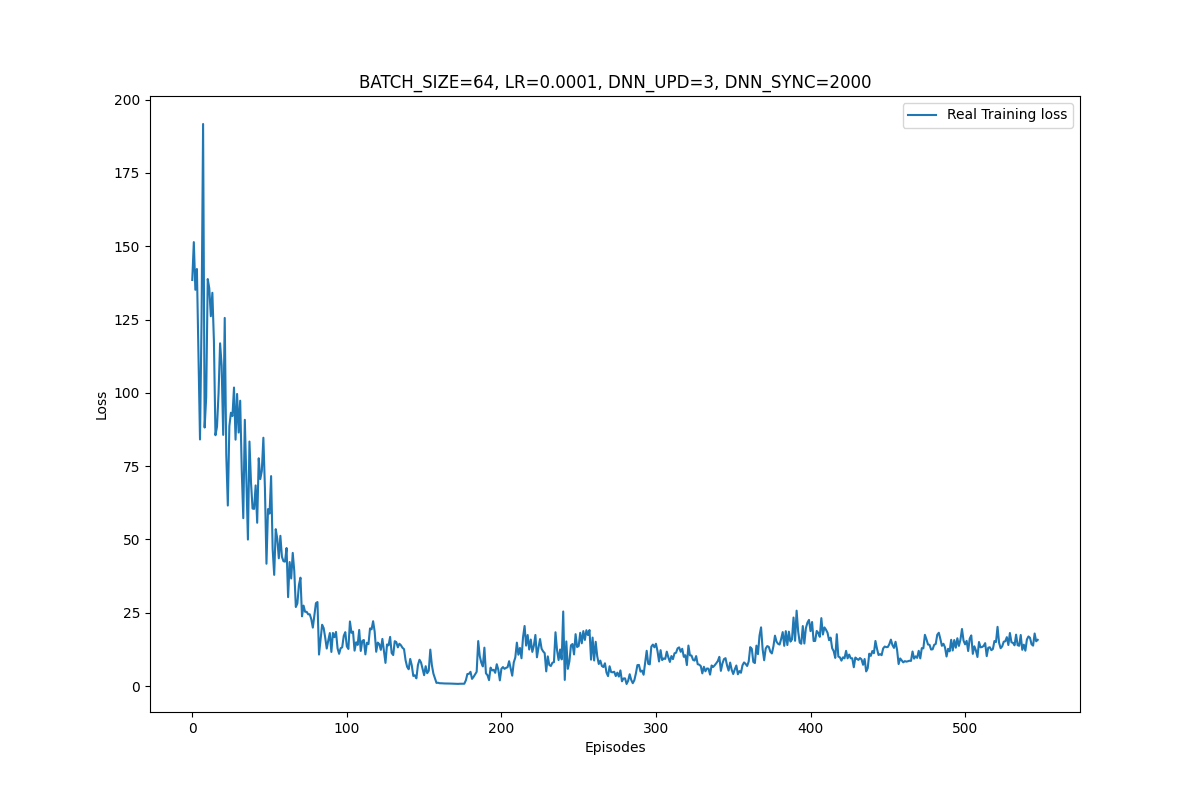 BATCH_SIZE=64, LR=0.0001, DNN_UPD=3, DNN_SYNC=2000
Real Training loss
200
175
150
125
100
75
50
25
0
Loss
0 100 200 300 400 500
Episodes